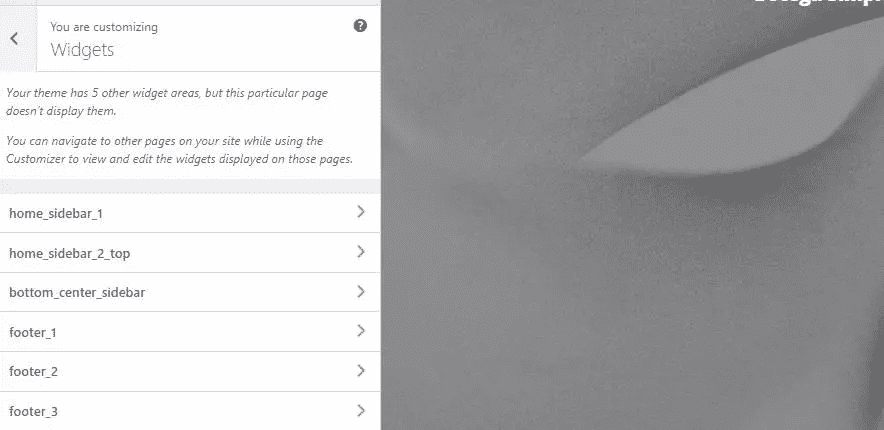 You are customizing
Widgets
Your theme has 5 other widget areas, but this particular page
doesn't display them.
You can navigate to other pages on your site while using the
Customizer to view and edit the widgets displayed on those pages.
home_sidebar_1
home_sidebar_2_top
bottom_center_sidebar
footer_1
footer_2
footer_3